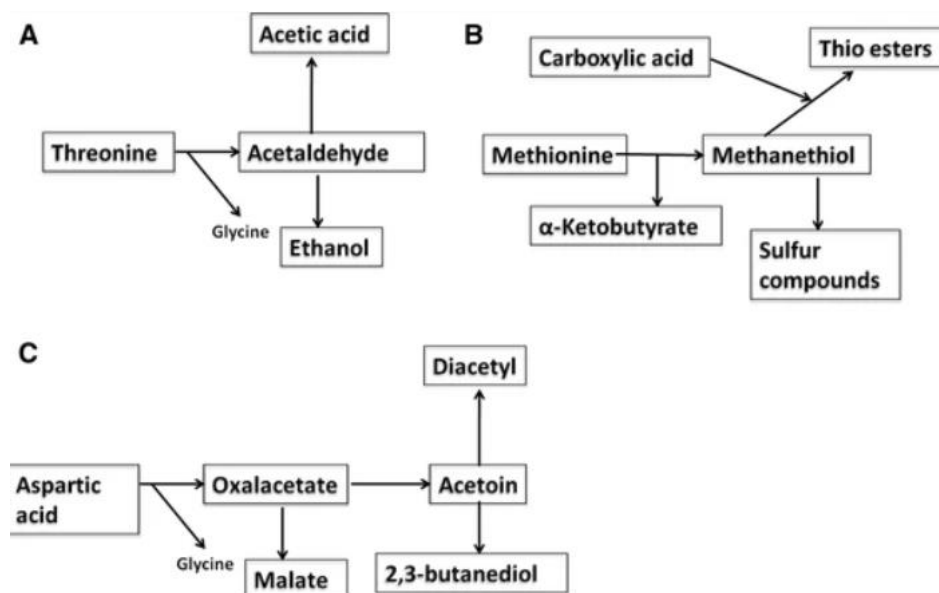 A
Acetic acid
Threonine
Acetaldehyde
Glycine
Ethanol
B
Carboxylic acid
Thio esters
Methionine
Methanethiol
α-Ketobutyrate
Sulfur
compounds
C
Diacetyl
Aspartic
acid
Oxalacetate
Acetoin
Glycine
Malate
2,3-butanediol